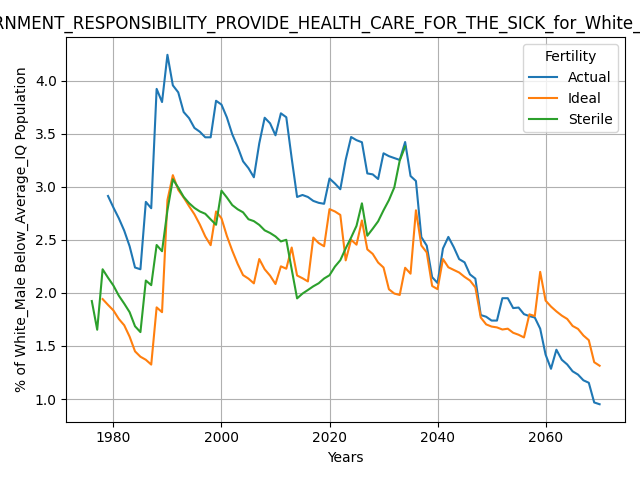 RNMENT_RESPONSIBILITY_PROVIDE_HEALTH_CARE_FOR_THE_SICK_for_White_
% of White_Male Below_Average_IQ Population
4.0
3.5
3.0
2.5
2.0
1.5
1.0
Fertility
Actual
Ideal
Sterile
1980 2000 2020 2040 2060
Years